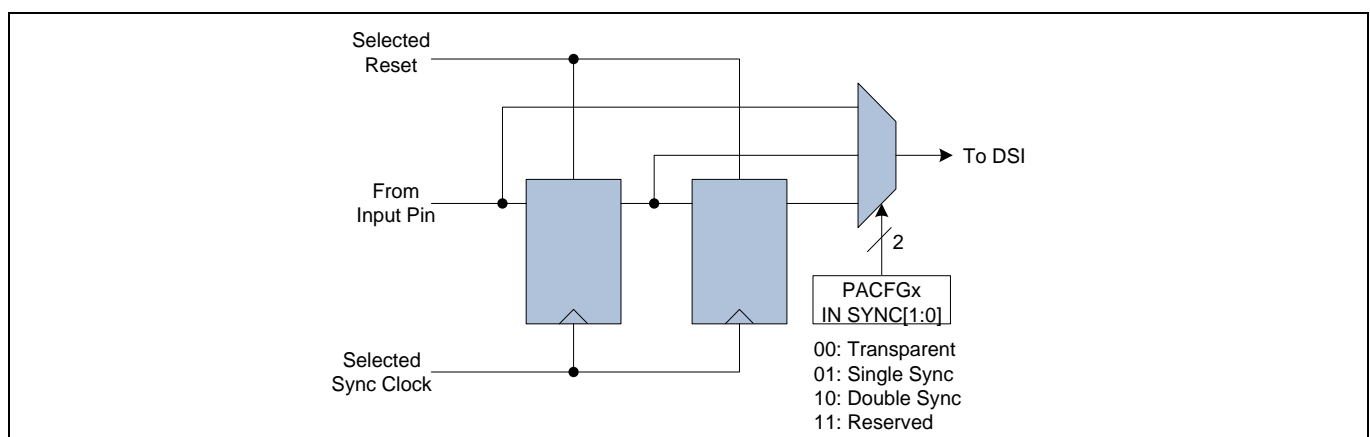 Selected
Reset
To DSI
From
Input Pin
2
PACFGx
IN SYNC[1:0]
00: Transparent
01: Single Sync
10: Double Sync
11: Reserved
Selected
Sync Clock